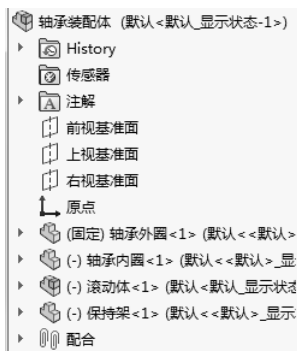 轴承装配体 (默认<默认_显示状态-1>)
History
传感器
注解
前视基准面
上视基准面
右视基准面
原点
(固定) 轴承外圈<1> (默认<<默认>
(-) 轴承内圈<1> (默认<<默认>_显
(-) 滚动体<1> (默认<默认_显示状态
(-) 保持架<1> (默认<<默认>_显示
配合